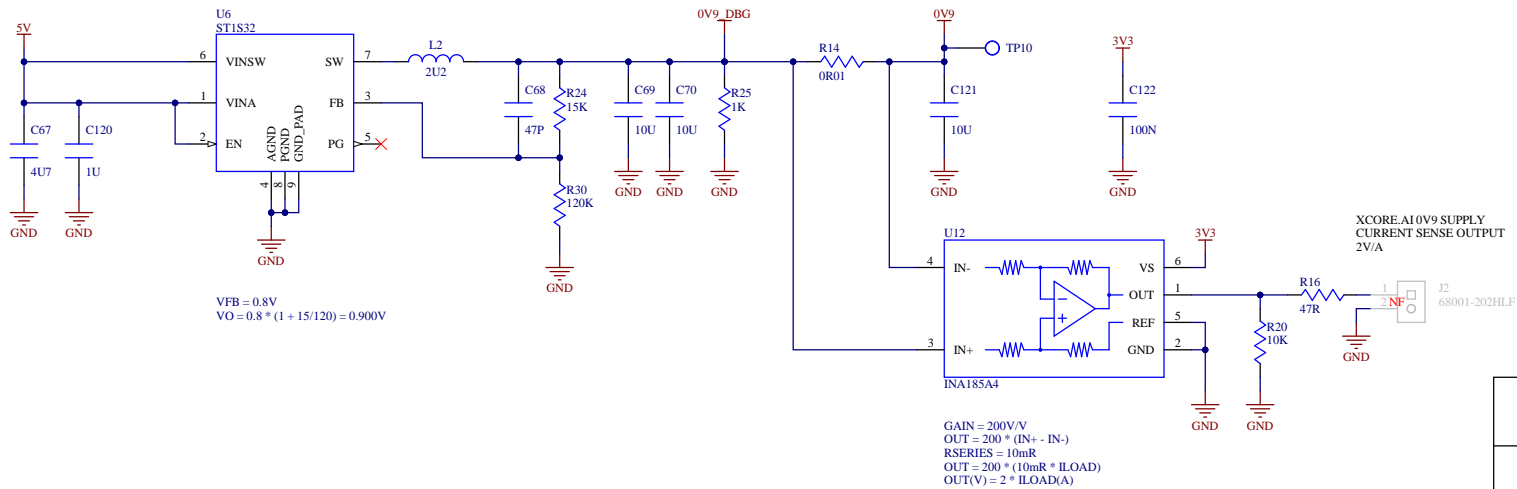 5V
U6
ST1S32
6
VINSW
SW
7
1
VINA
FB
3
2
EN
PG
5
AGND
PGND
GND_PAD
4
8
9
GND
C67
4U7
GND
C120
1U
GND
L2
2U2
C68
47P
R24
15K
R30
120K
GND
C69
10U
GND
C70
10U
GND
0V9_DBG
R25
1K
GND
R14
0R01
0V9
TP10
C121
10U
GND
3V3
C122
100N
GND
VFB = 0.8V
VO = 0.8 * (1 + 15/120) = 0.900V
U12
4
IN-
3
IN+
VS
6
OUT
1
REF
5
GND
2
INA185A4
3V3
GND
R20
10K
GND
R16
47R
GND
XCORE.AI 0V9 SUPPLY
CURRENT SENSE OUTPUT
2V/A
1
2
NF
J2
68001-202HLF
GAIN = 200V/V
OUT = 200 * (IN+ - IN-)
RSERIES = 10mR
OUT = 200 * (10mR * ILOAD)
OUT(V) = 2 * ILOAD(A)